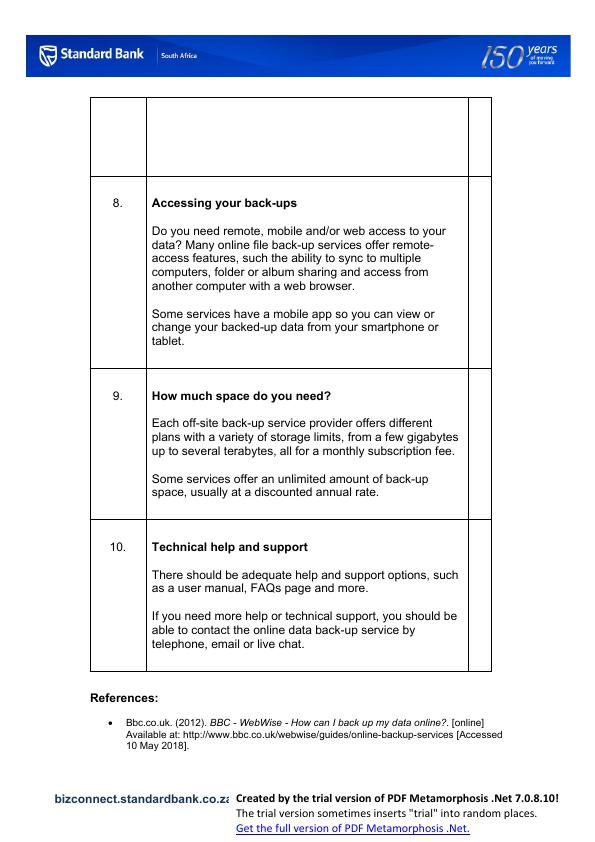 Standard Bank South Africa 150 years
of moving
you forward
8. Accessing your back-ups
Do you need remote, mobile and/or web access to your
data? Many online file back-up services offer remote-
access features, such the ability to sync to multiple
computers, folder or album sharing and access from
another computer with a web browser.
Some services have a mobile app so you can view or
change your backed-up data from your smartphone or
tablet.
9. How much space do you need?
Each off-site back-up service provider offers different
plans with a variety of storage limits, from a few gigabytes
up to several terabytes, all for a monthly subscription fee.
Some services offer an unlimited amount of back-up
space, usually at a discounted annual rate.
10. Technical help and support
There should be adequate help and support options, such
as a user manual, FAQs page and more.
If you need more help or technical support, you should be
able to contact the online data back-up service by
telephone, email or live chat.
References:
• Bbc.co.uk. (2012). BBC - WebWise - How can I back up my data online?. [online]
Available at: http://www.bbc.co.uk/webwise/guides/online-backup-services [Accessed
10 May 2018].
bizconnect.standardbank.co.za Created by the trial version of PDF Metamorphosis .Net 7.0.8.10!
The trial version sometimes inserts "trial" into random places.
Get the full version of PDF Metamorphosis .Net.